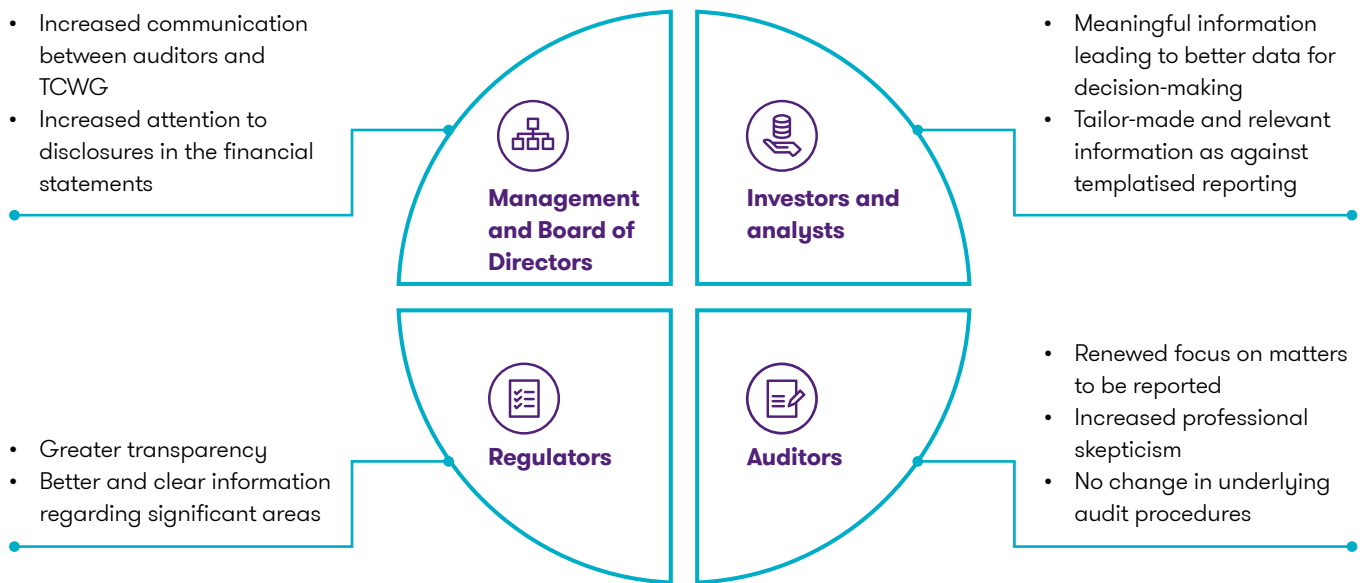 • Increased communication
between auditors and
TCWG
• Increased attention to
disclosures in the financial
statements
Management
and Board of
Directors
Investors and
analysts
• Meaningful information
leading to better data for
decision-making
• Tailor-made and relevant
information as against
templatised reporting
• Greater transparency
• Better and clear information
regarding significant areas
Regulators
Auditors
• Renewed focus on matters
to be reported
• Increased professional
skepticism
• No change in underlying
audit procedures